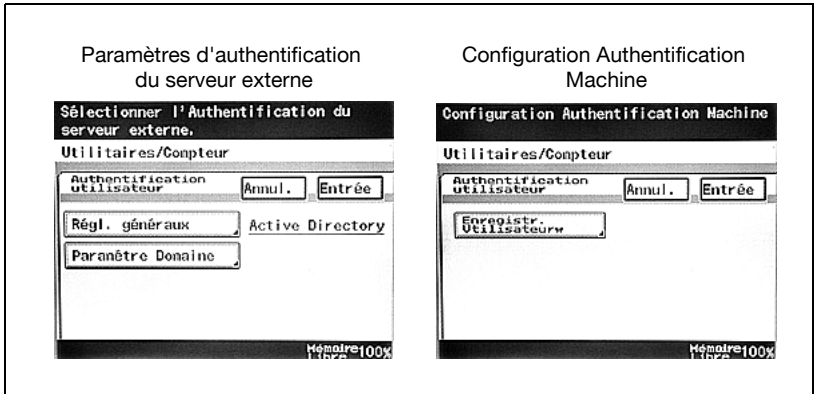 Paramètres d'authentification
du serveur externe
Sélectionner l'Authentification du
serveur externe.
Utilitaires/Compteur
Authentification
utilisateur
Annul.
Entrée
Régl. généraux
Active Directory
Paramètre Domaine
Mémoire
Libre 100%
Configuration Authentification
Machine
Configuration Authentification Machine
Utilitaires/Compteur
Authentification
utilisateur
Annul.
Entrée
Enregistr.
Utilisateurw
Mémoire
Libre 100%